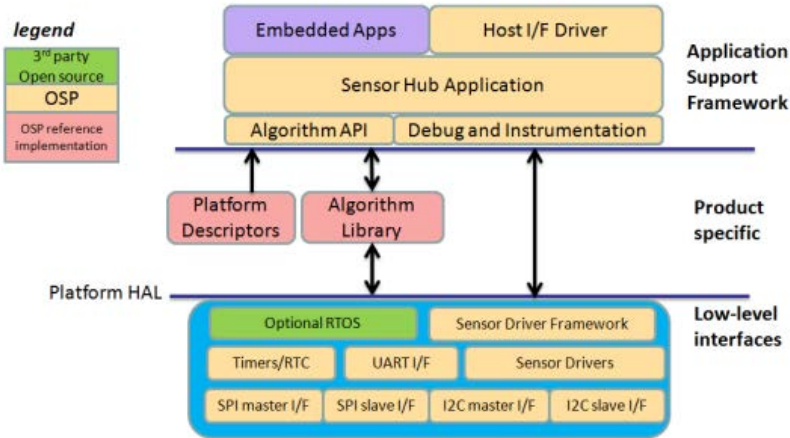 legend
3rd party
Open source
OSP
OSP reference
implementation
Embedded Apps
Host I/F Driver
Sensor Hub Application
Algorithm API
Debug and Instrumentation
Application
Support
Framework
Platform
Descriptors
Algorithm
Library
Product
specific
Platform HAL
Low-level
interfaces
Optional RTOS
Sensor Driver Framework
Timers/RTC
UART I/F
Sensor Drivers
SPI master I/F
SPI slave I/F
I2C master I/F
I2C slave I/F